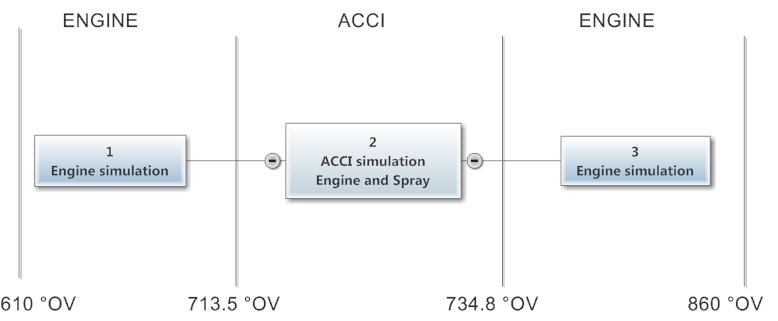 ENGINE ACCI ENGINE
1
Engine simulation
2
ACCI simulation
Engine and Spray
3
Engine simulation
610 °OV 713.5 °OV 734.8 °OV 860 °OV